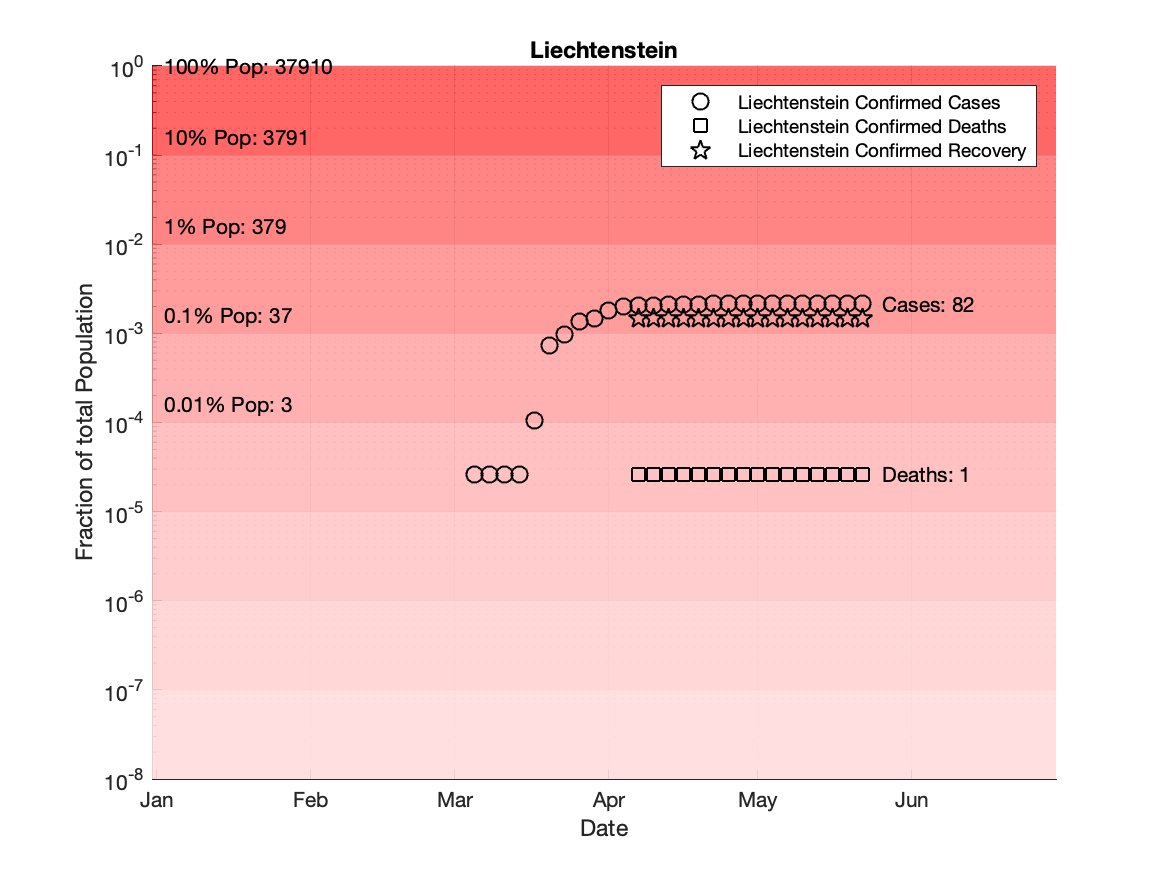 Liechtenstein
10^0
100% Pop: 37910
Liechtenstein Confirmed Cases
Liechtenstein Confirmed Deaths
Liechtenstein Confirmed Recovery
10% Pop: 3791
10^-1
1% Pop: 379
10^-2
Cases: 82
0.1% Pop: 37
10^-3
0.01% Pop: 3
10^-4
Deaths: 1
10^-5
10^-6
10^-7
10^-8
Fraction of total Population
Jan Feb Mar Apr May Jun
Date